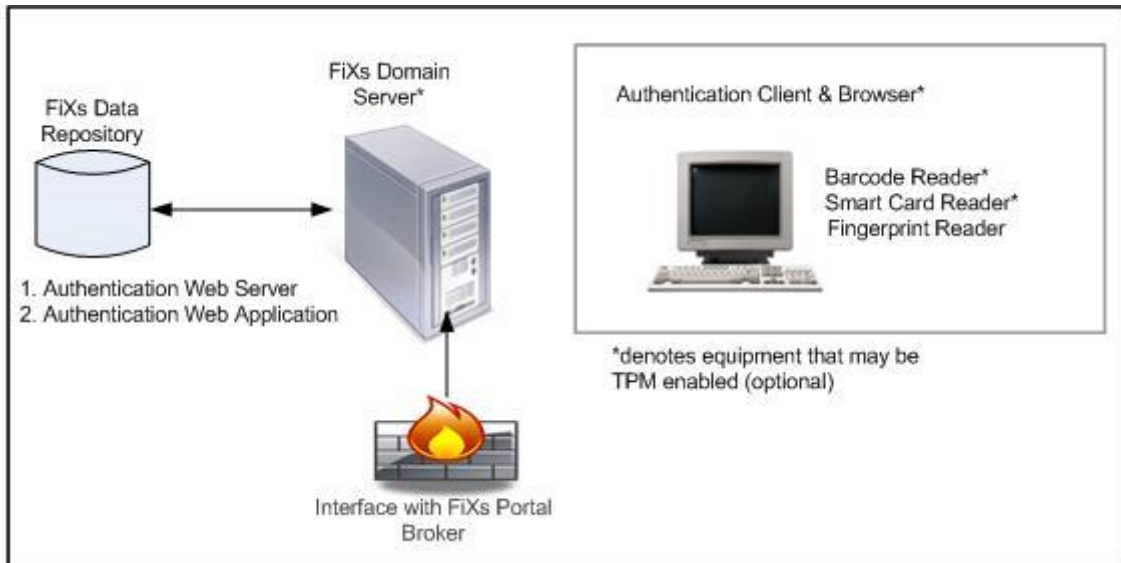 FiXs Data
Repository
FiXs Domain
Server*
1. Authentication Web Server
2. Authentication Web Application
Interface with FiXs Portal
Broker
Authentication Client & Browser*
Barcode Reader*
Smart Card Reader*
Fingerprint Reader
*denotes equipment that may be
TPM enabled (optional)